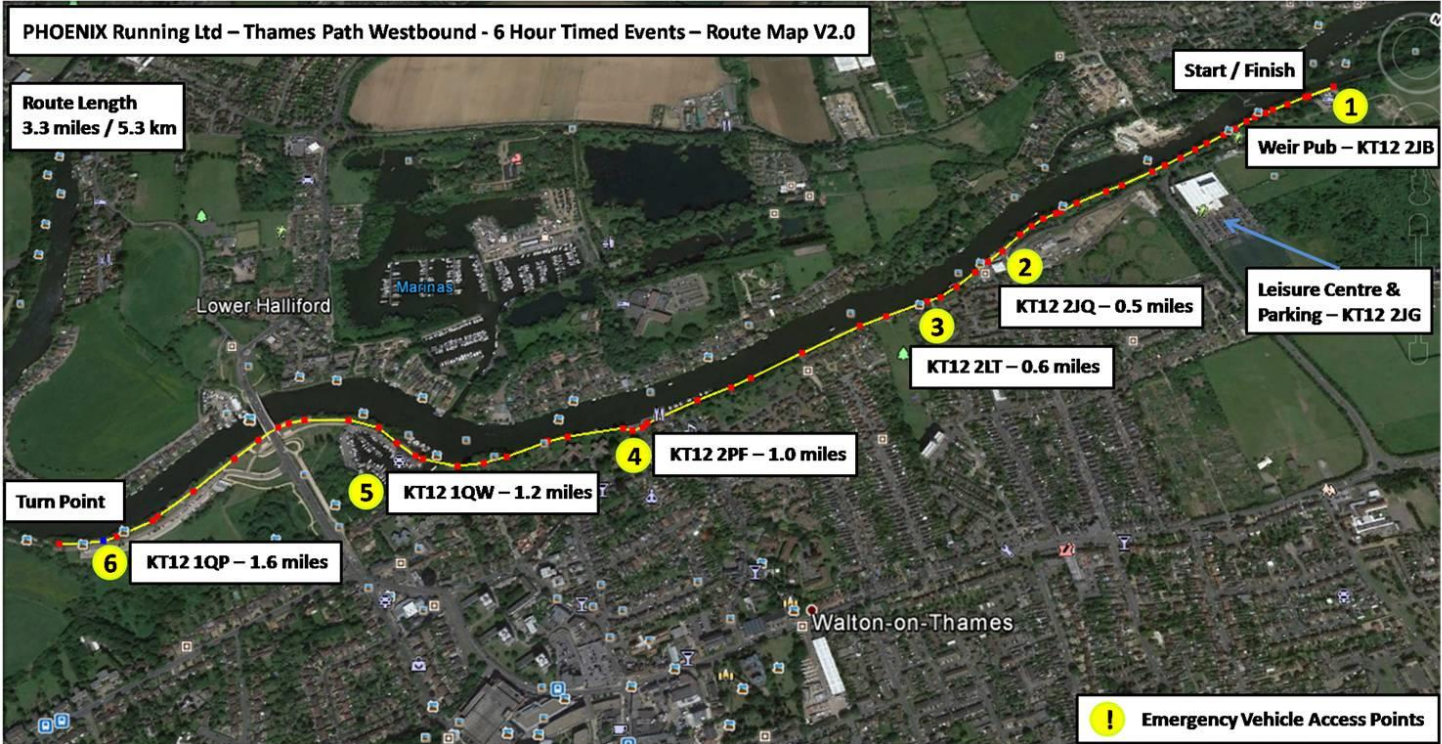 PHOENIX Running Ltd – Thames Path Westbound - 6 Hour Timed Events – Route Map V2.0
Route Length
3.3 miles / 5.3 km
Start / Finish
1
Weir Pub – KT12 2JB
2
KT12 2JQ – 0.5 miles
Leisure Centre &
Parking – KT12 2JG
3
KT12 2LT – 0.6 miles
Marinas
Lower Halliford
4
KT12 2PF – 1.0 miles
5
KT12 1QW – 1.2 miles
Turn Point
6
KT12 1QP – 1.6 miles
Walton-on-Thames
! Emergency Vehicle Access Points